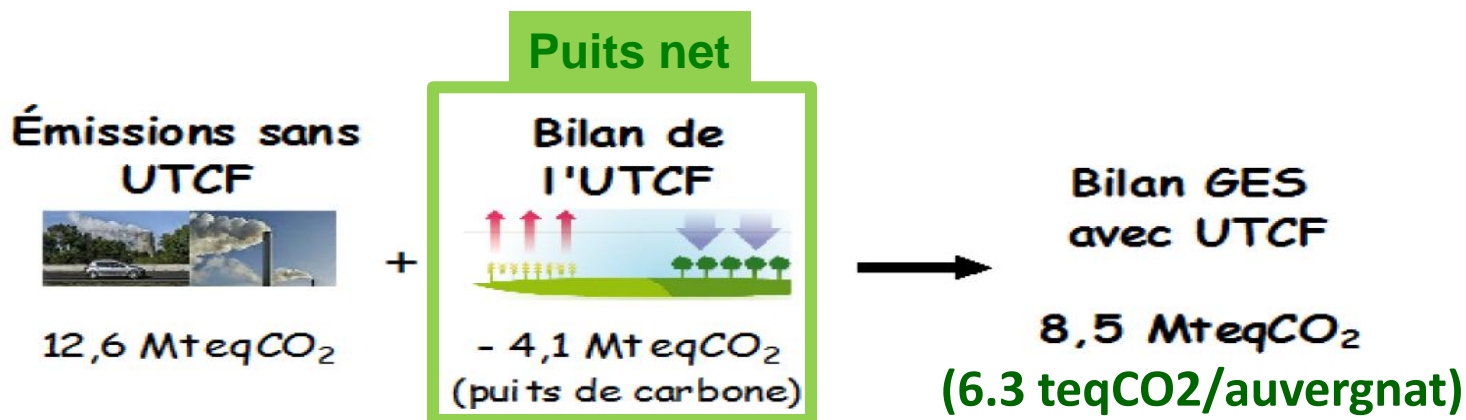 Puits net
Émissions sans
UTCF
12,6 MteqCO₂
+
Bilan de
l'UTCF
- 4,1 MteqCO₂
(puits de carbone)
Bilan GES
avec UTCF
8,5 MteqCO₂
(6.3 teqCO2/auvergnat)